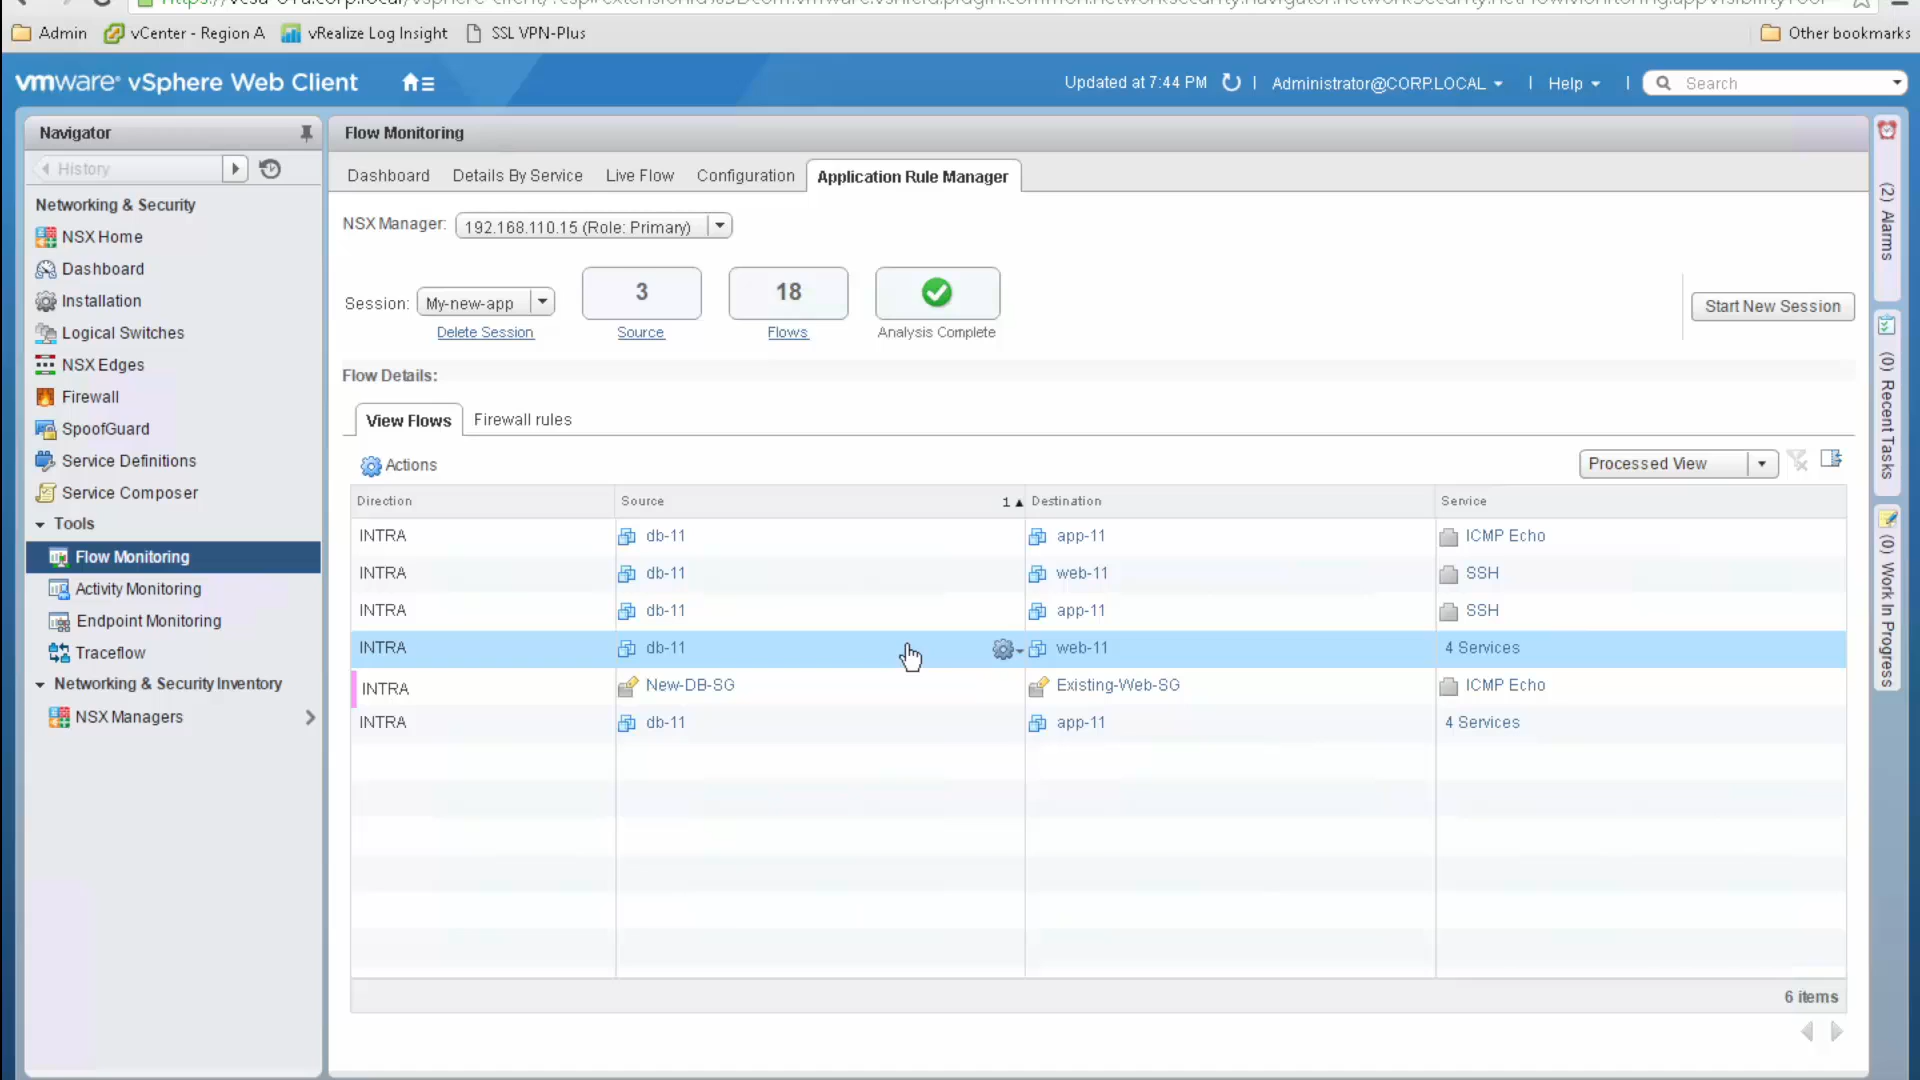 Admin vCenter - Region A vRealize Log Insight SSL VPN-Plus Other bookmarks
vmware® vSphere Web Client Updated at 7:44 PM | Administrator@CORP.LOCAL | Help | Search
Navigator
History
Networking & Security
NSX Home
Dashboard
Installation
Logical Switches
NSX Edges
Firewall
SpoofGuard
Service Definitions
Service Composer
Tools
Flow Monitoring
Activity Monitoring
Endpoint Monitoring
Traceflow
Networking & Security Inventory
NSX Managers
Flow Monitoring
Dashboard Details By Service Live Flow Configuration Application Rule Manager
NSX Manager: 192.168.110.15 (Role: Primary)
Session: My-new-app 3 18 Start New Session
Delete Session Source Flows Analysis Complete
Flow Details:
View Flows Firewall rules
Actions Processed View
Direction Source 1 ▲ Destination Service
INTRA db-11 app-11 ICMP Echo
INTRA db-11 web-11 SSH
INTRA db-11 app-11 SSH
INTRA db-11 web-11 4 Services
INTRA New-DB-SG Existing-Web-SG ICMP Echo
INTRA db-11 app-11 4 Services
6 items
(2) Alarms
(0) Recent Tasks
(0) Work In Progress